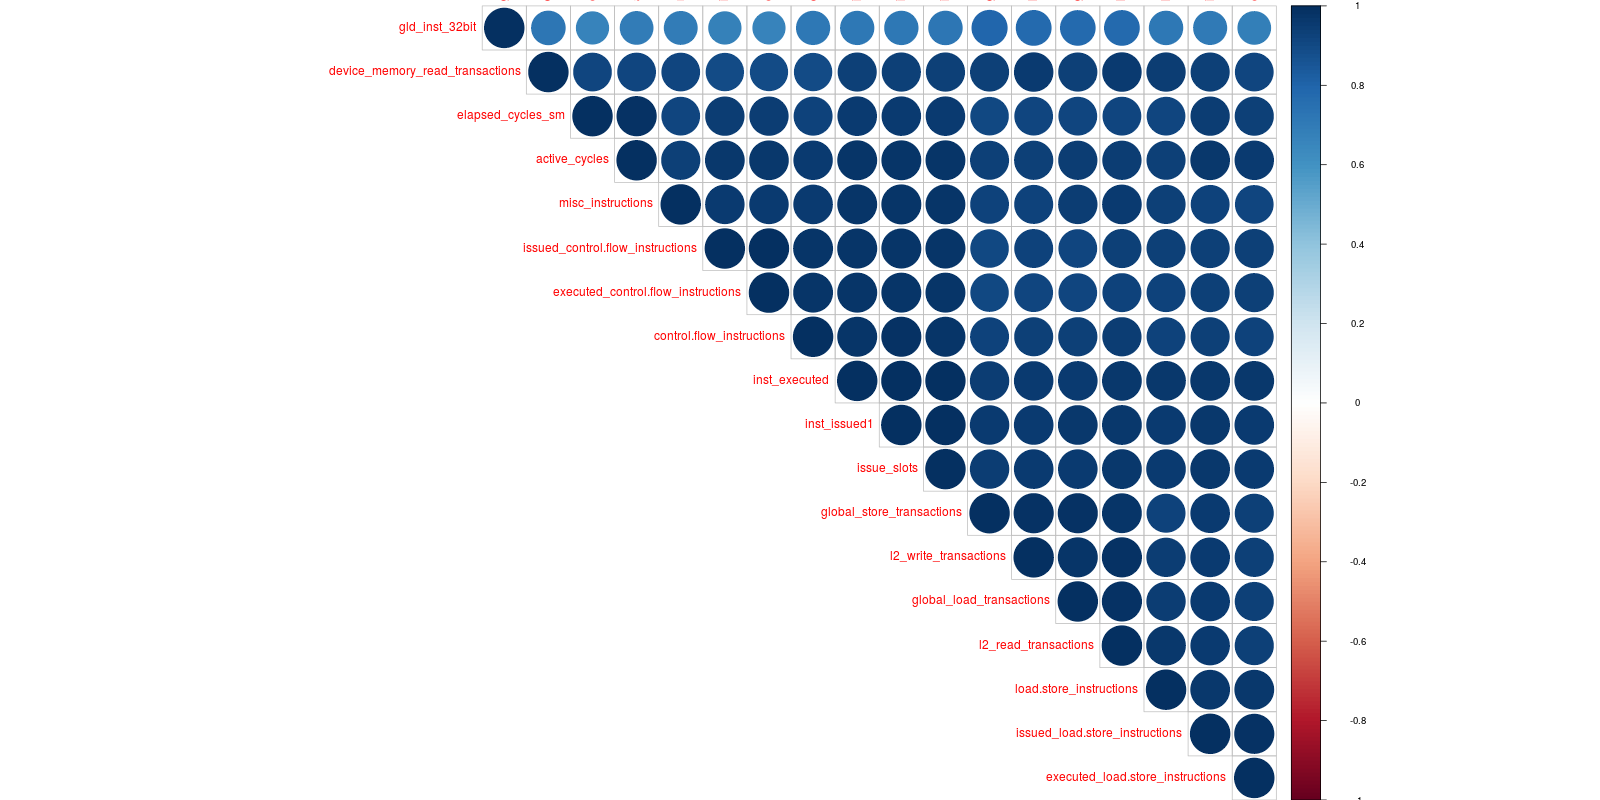 gld_inst_32bit
device_memory_read_transactions
elapsed_cycles_sm
active_cycles
misc_instructions
issued_control.flow_instructions
executed_control.flow_instructions
control.flow_instructions
inst_executed
inst_issued1
issue_slots
global_store_transactions
l2_write_transactions
global_load_transactions
l2_read_transactions
load.store_instructions
issued_load.store_instructions
executed_load.store_instructions
1
0.8
0.6
0.4
0.2
0
-0.2
-0.4
-0.6
-0.8